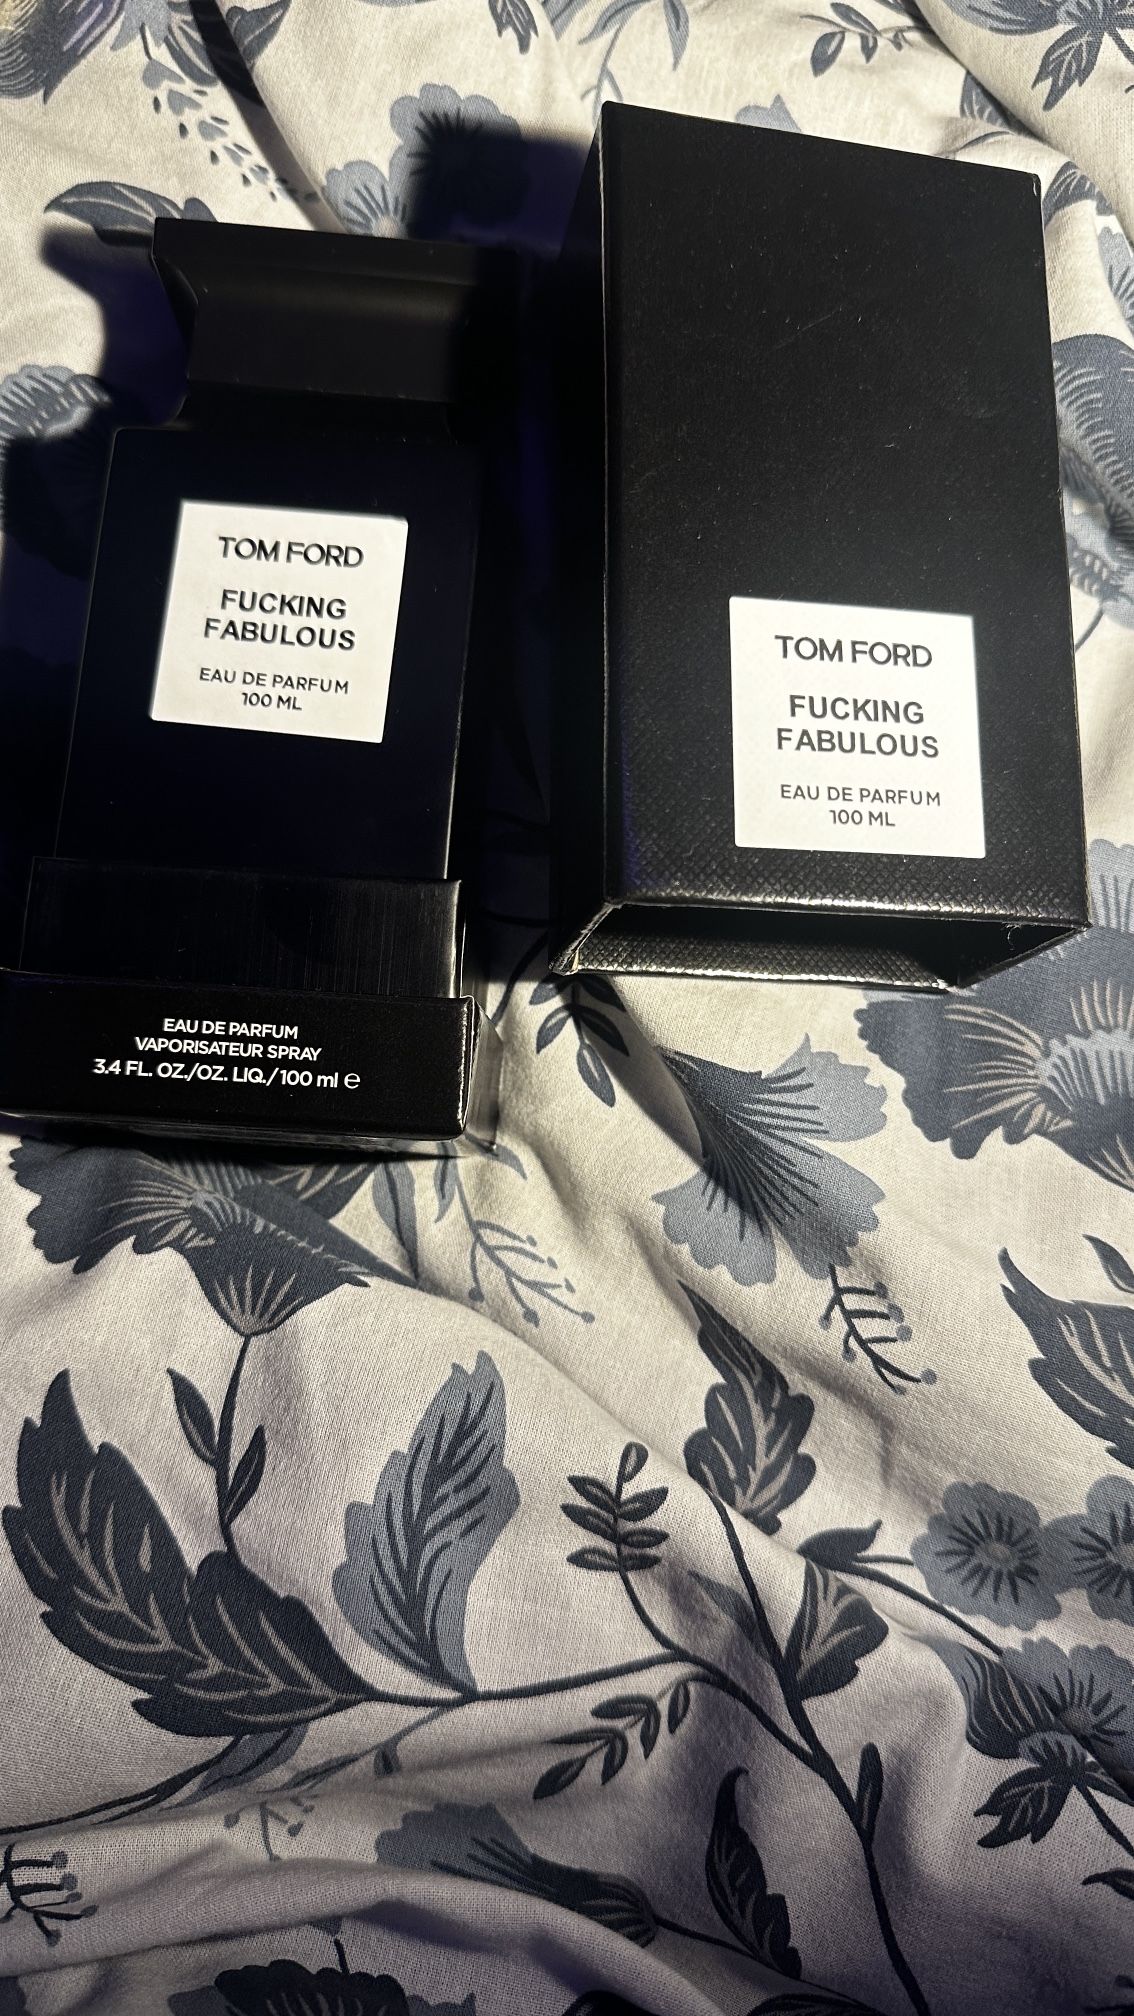 TOM FORD
FUCKING
FABULOUS
EAU DE PARFUM
100 ML
EAU DE PARFUM
VAPORISATEUR SPRAY
3.4 FL. OZ./OZ. LIQ./100 ml ℮
TOM FORD
FUCKING
FABULOUS
EAU DE PARFUM
100 ML